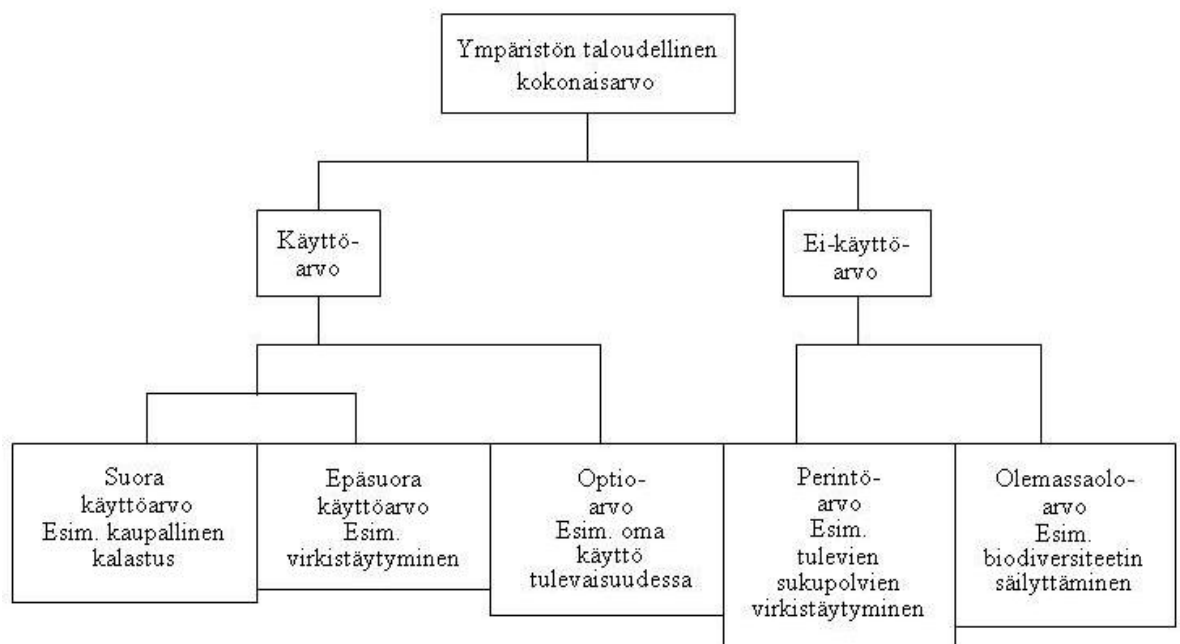 Ympäristön taloudellinen
kokonaisarvo
Käyttö-
arvo
Ei-käyttö-
arvo
Suora
käyttöarvo
Esim. kaupallinen
kalastus
Epäsuora
käyttöarvo
Esim.
virkistäytyminen
Optio-
arvo
Esim. oma
käyttö
tulevaisuudessa
Perintö-
arvo
Esim.
tulevien
sukupolvien
virkistäytyminen
Olemassaolo-
arvo
Esim.
biodiversiteetin
säilyttäminen